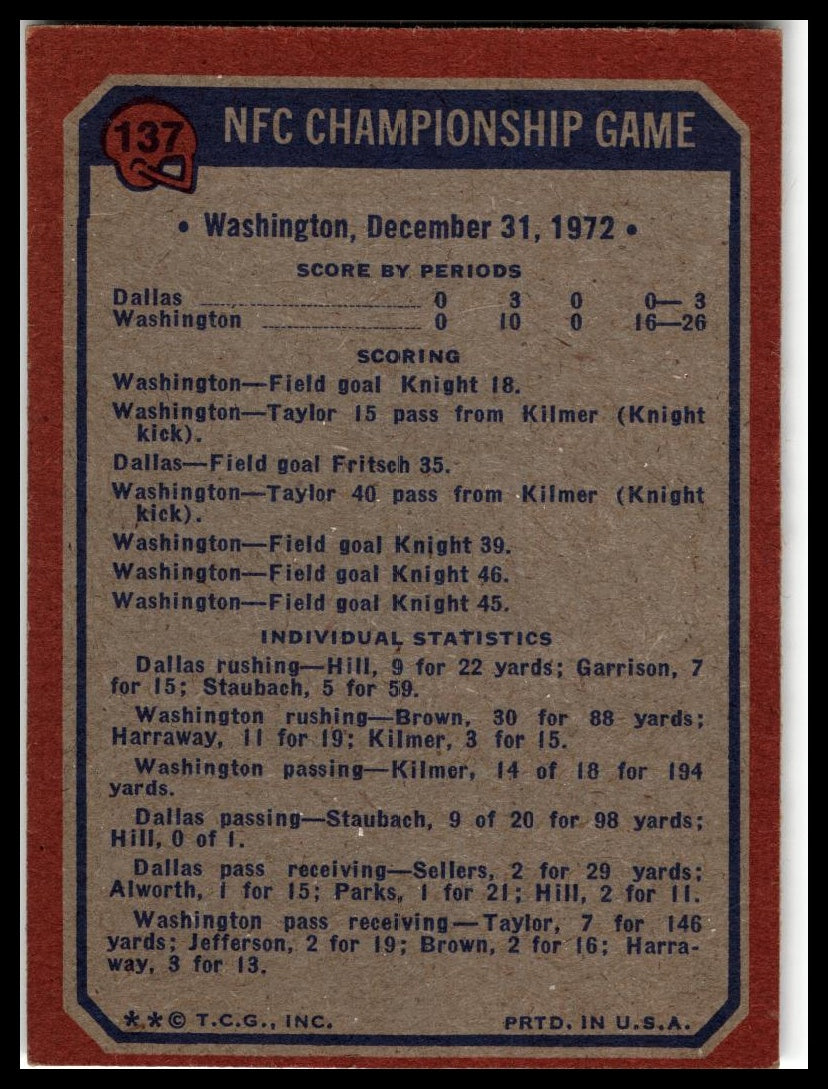 137 NFC CHAMPIONSHIP GAME
• Washington, December 31, 1972 •
SCORE BY PERIODS
Dallas 0 3 0 0— 3
Washington 0 10 0 16—26
SCORING
Washington—Field goal Knight 18.
Washington—Taylor 15 pass from Kilmer (Knight
kick).
Dallas—Field goal Fritsch 35.
Washington—Taylor 40 pass from Kilmer (Knight
kick).
Washington—Field goal Knight 39.
Washington—Field goal Knight 46.
Washington—Field goal Knight 45.
INDIVIDUAL STATISTICS
Dallas rushing—Hill, 9 for 22 yards; Garrison, 7
for 15; Staubach, 5 for 59.
Washington rushing—Brown, 30 for 88 yards;
Harraway, 11 for 19; Kilmer, 3 for 15.
Washington passing—Kilmer, 14 of 18 for 194
yards.
Dallas passing—Staubach, 9 of 20 for 98 yards;
Hill, 0 of 1.
Dallas pass receiving—Sellers, 2 for 29 yards;
Alworth, 1 for 15; Parks, 1 for 21; Hill, 2 for 11.
Washington pass receiving—Taylor, 7 for 146
yards; Jefferson, 2 for 19; Brown, 2 for 16; Harra-
way, 3 for 13.
**© T.C.G., INC. PRTD. IN U.S.A.